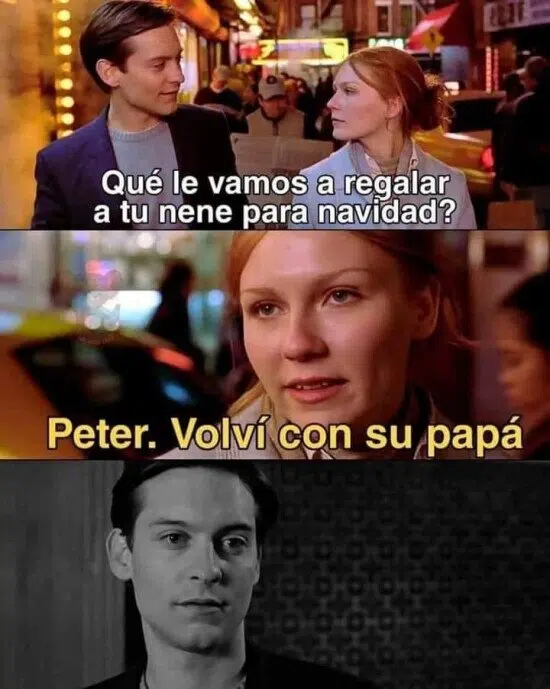 Qué le vamos a regalar
a tu nene para navidad?
Peter. Volví con su papá